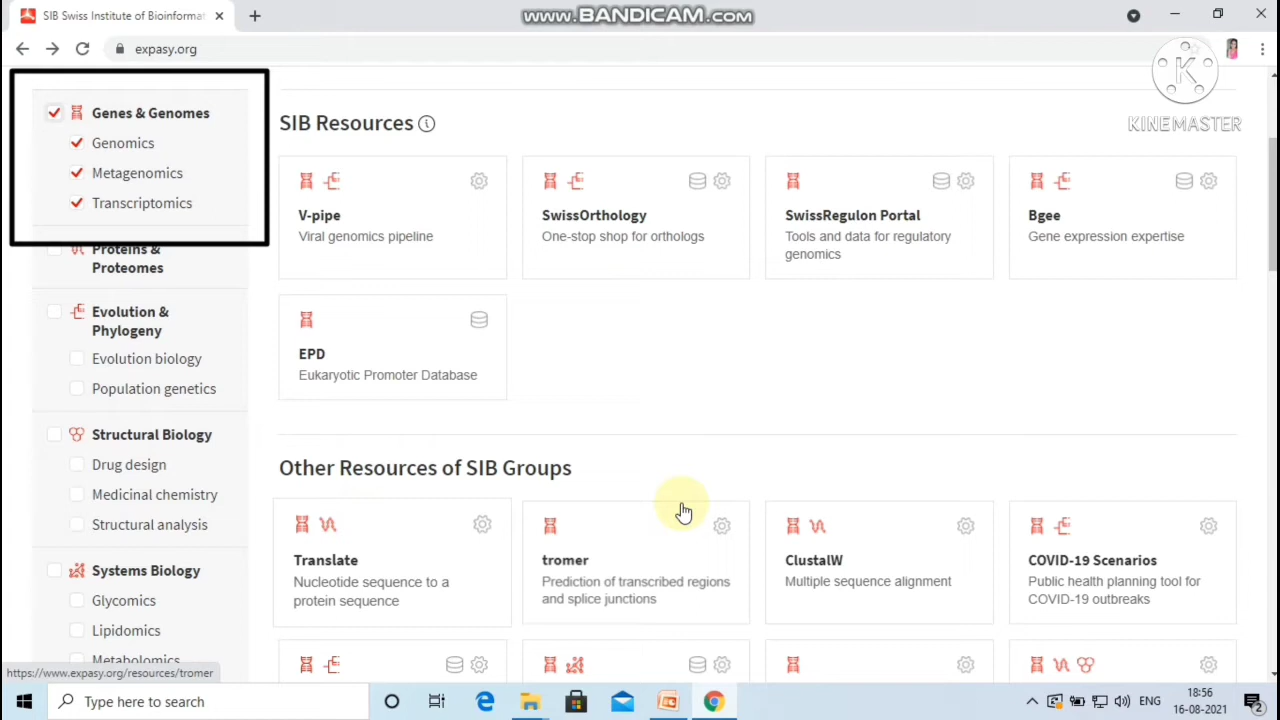 SIB Swiss Institute of Bioinformat
www.BANDICAM.com
expasy.org
K
KINEMASTER
Genes & Genomes
Genomics
Metagenomics
Transcriptomics
Proteins &
Proteomes
Evolution &
Phylogeny
Evolution biology
Population genetics
Structural Biology
Drug design
Medicinal chemistry
Structural analysis
Systems Biology
Glycomics
Lipidomics
Metabolomics
SIB Resources
V-pipe
Viral genomics pipeline
SwissOrthology
One-stop shop for orthologs
SwissRegulon Portal
Tools and data for regulatory
genomics
Bgee
Gene expression expertise
EPD
Eukaryotic Promoter Database
Other Resources of SIB Groups
Translate
Nucleotide sequence to a
protein sequence
tromer
Prediction of transcribed regions
and splice junctions
ClustalW
Multiple sequence alignment
COVID-19 Scenarios
Public health planning tool for
COVID-19 outbreaks
https://www.expasy.org/resources/tromer
Type here to search
ENG
18:56
16-08-2021
2